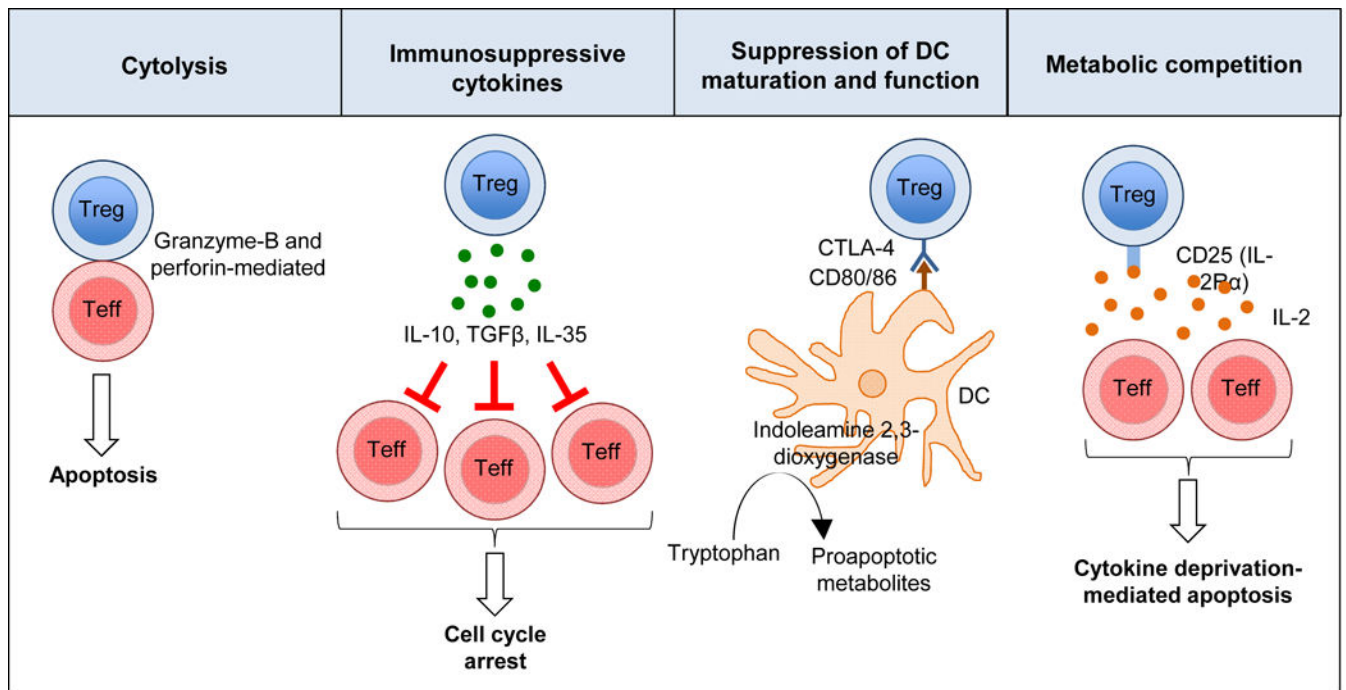 Cytolysis
Immunosuppressive
cytokines
Suppression of DC
maturation and function
Metabolic competition
Treg
Granzyme-B and
perforin-mediated
Teff
Apoptosis
Treg
IL-10, TGFβ, IL-35
Teff
Teff
Teff
Cell cycle
arrest
Treg
CTLA-4
CD80/86
DC
Indoleamine 2,3-
dioxygenase
Tryptophan
Proapoptotic
metabolites
Treg
CD25 (IL-
2Rα)
IL-2
Teff
Teff
Cytokine deprivation-
mediated apoptosis